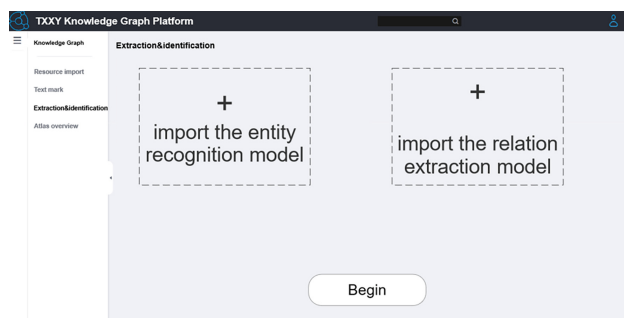 TXXY Knowledge Graph Platform
Knowledge Graph
Resource import
Text mark
Extraction&identification
Atlas overview
Extraction&identification
+
import the entity
recognition model
+
import the relation
extraction model
Begin